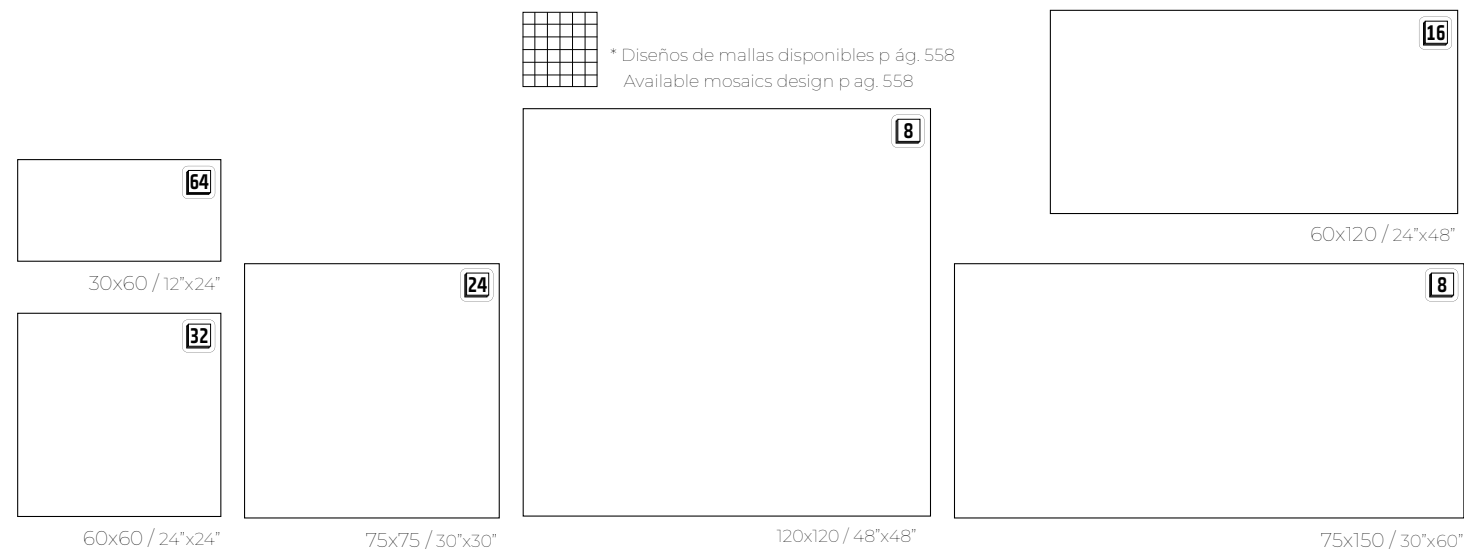 * Diseños de mallas disponibles p ág. 558
Available mosaics design p ag. 558
64
30x60 / 12”x24”
32
60x60 / 24”x24”
24
75x75 / 30”x30”
8
120x120 / 48”x48”
16
60x120 / 24”x48”
8
75x150 / 30”x60”